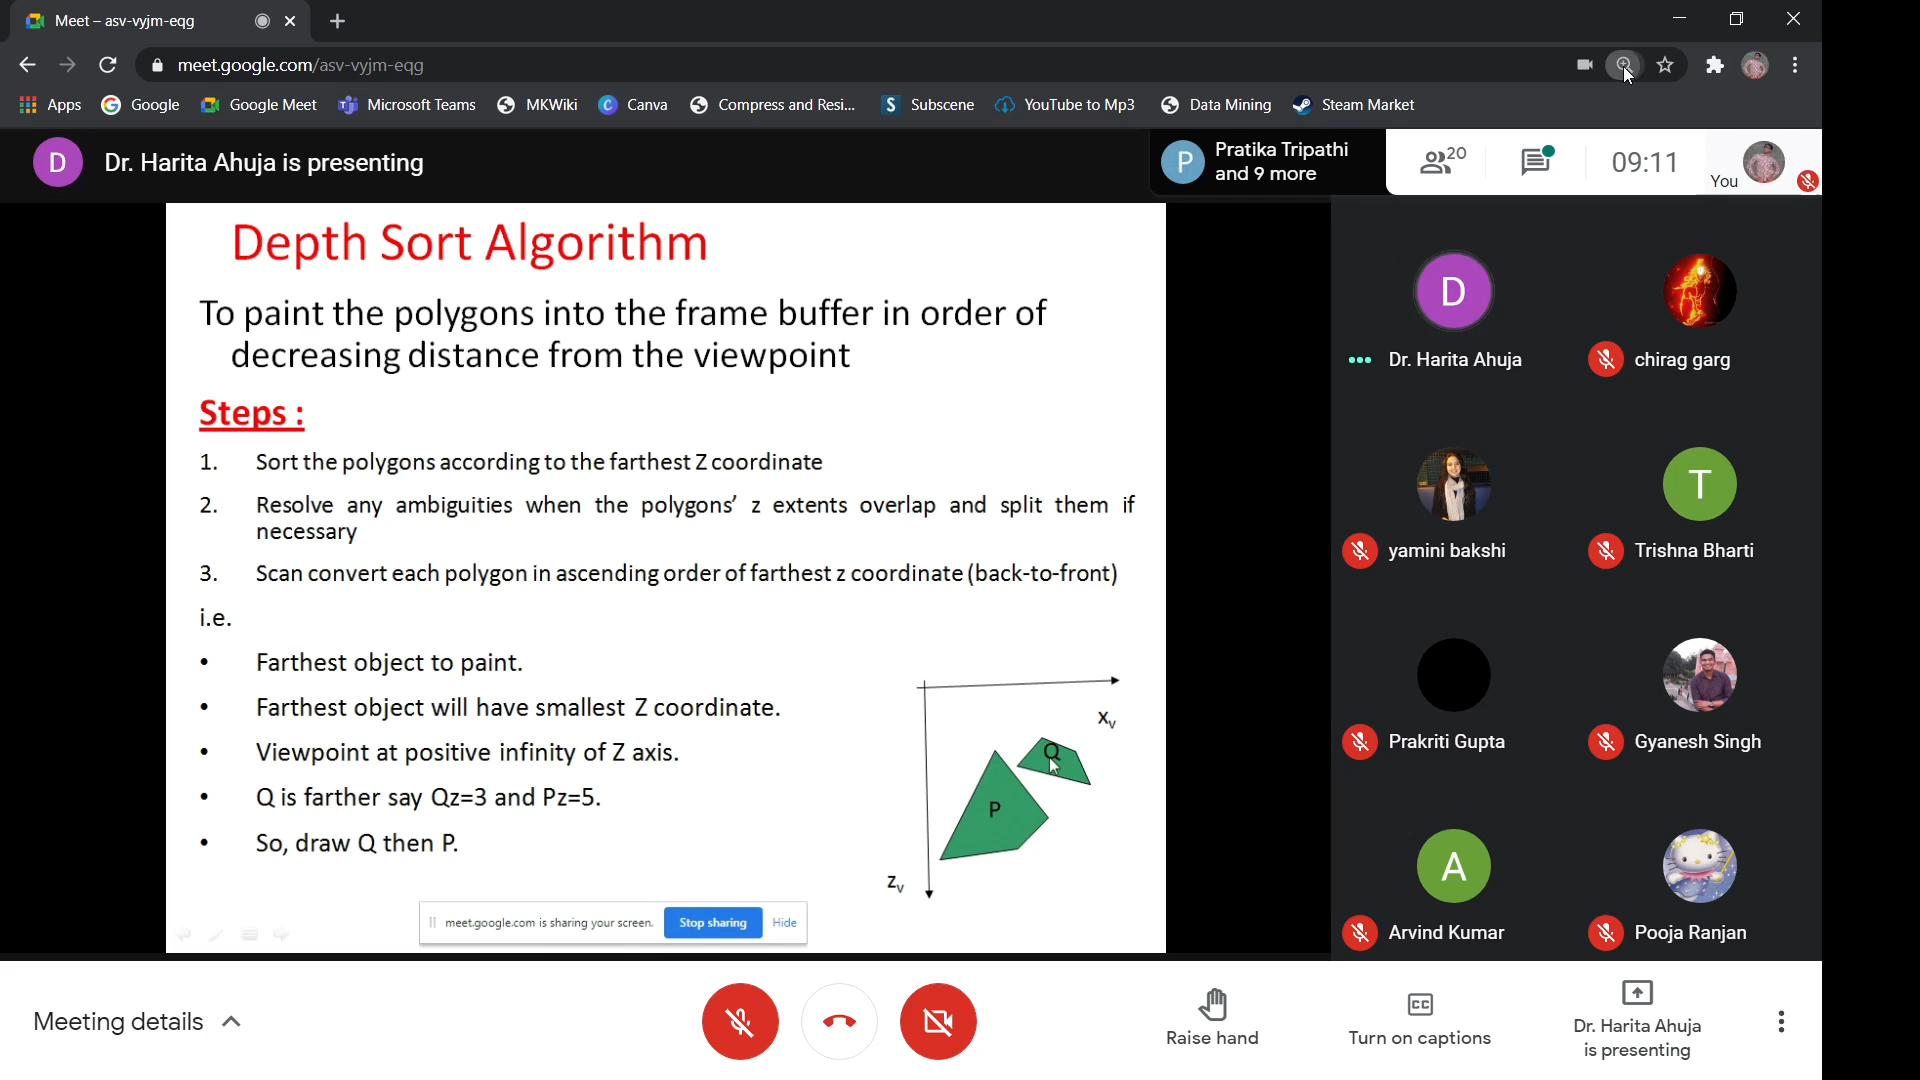 Meet – asv-vyjm-eqg
meet.google.com/asv-vyjm-eqg
Apps Google Google Meet Microsoft Teams MKWiki Canva Compress and Resi... Subscene YouTube to Mp3 Data Mining Steam Market
D Dr. Harita Ahuja is presenting
P Pratika Tripathi
and 9 more
20
09:11
You
Depth Sort Algorithm
To paint the polygons into the frame buffer in order of
decreasing distance from the viewpoint
Steps :
1. Sort the polygons according to the farthest Z coordinate
2. Resolve any ambiguities when the polygons’ z extents overlap and split them if
necessary
3. Scan convert each polygon in ascending order of farthest z coordinate (back-to-front)
i.e.
• Farthest object to paint.
• Farthest object will have smallest Z coordinate.
• Viewpoint at positive infinity of Z axis.
• Q is farther say Qz=3 and Pz=5.
• So, draw Q then P.
xv
Q
P
zv
meet.google.com is sharing your screen. Stop sharing Hide
D
Dr. Harita Ahuja
chirag garg
yamini bakshi
T
Trishna Bharti
Prakriti Gupta
Gyanesh Singh
A
Arvind Kumar
Pooja Ranjan
Meeting details
Raise hand
CC
Turn on captions
Dr. Harita Ahuja
is presenting